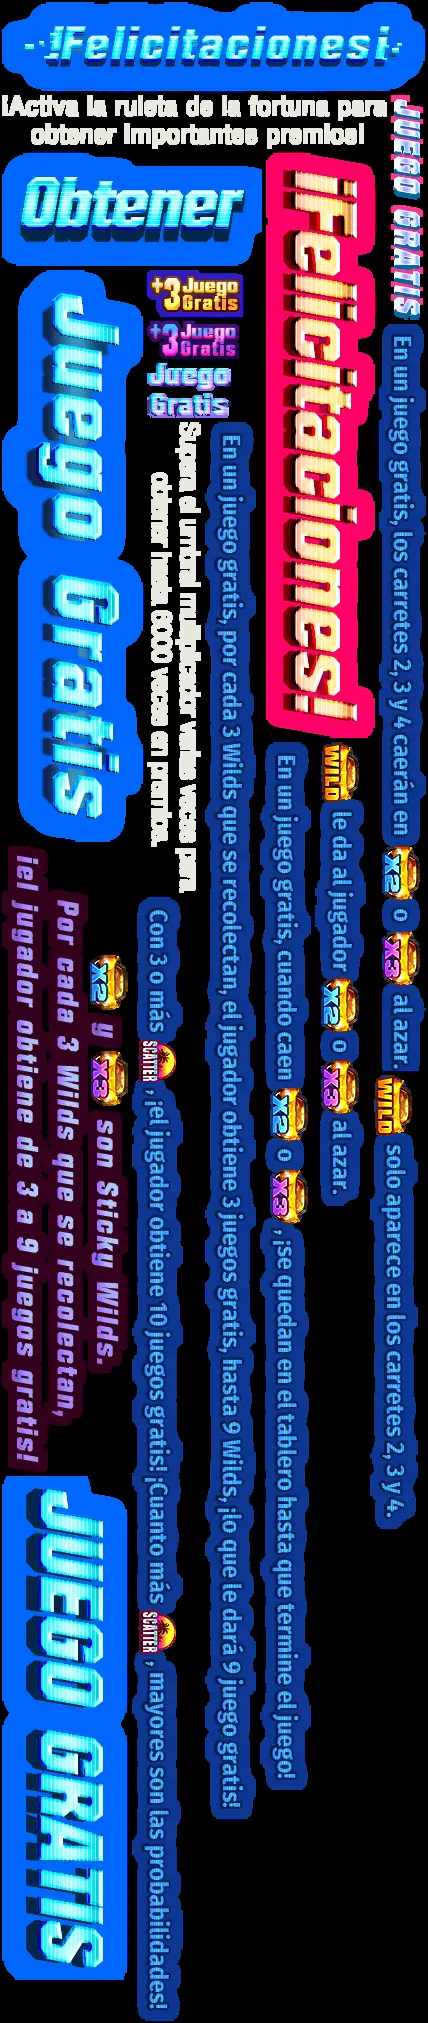 ¡Felicitaciones¡
¡Activa la ruleta de la fortuna para
obtener importantes premios!
JUEGO GRATIS
Obtener
¡Felicitaciones!
+3 Juego
Gratis
+3 Juego
Gratis
Juego
Gratis
Juego Gratis
Supera el umbral multiplicador varias veces para
obtener hasta 6000 veces en premios.
En un juego gratis, los carretes 2, 3 y 4 caerán en X2 o X3 al azar.
WILD solo aparece en los carretes 2, 3 y 4.
WILD le da al jugador X2 o X3 al azar.
En un juego gratis, cuando caen X2 o X3 , ¡se quedan en el tablero hasta que termine el juego!
En un juego gratis, por cada 3 Wilds que se recolectan, el jugador obtiene 3 juegos gratis, hasta 9 Wilds, ¡lo que le dará 9 juego gratis!
Con 3 o más SCATTER , ¡el jugador obtiene 10 juegos gratis! ¡Cuanto más SCATTER , mayores son las probabilidades!
X2 y X3 son Sticky Wilds.
Por cada 3 Wilds que se recolectan,
¡el jugador obtiene de 3 a 9 juegos gratis!
JUEGO GRATIS